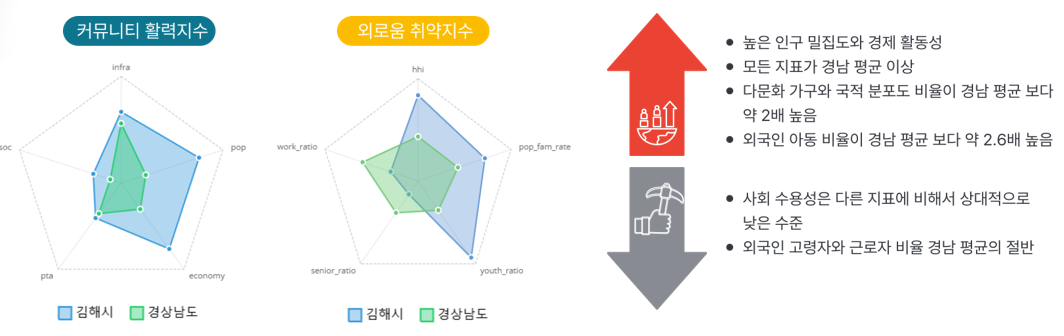 커뮤니티 활력지수
infra
pop
economy
pta
soc
김해시
경상남도
외로움 취약지수
hhi
pop_fam_rate
youth_ratio
senior_ratio
work_ratio
김해시
경상남도
● 높은 인구 밀집도와 경제 활동성
● 모든 지표가 경남 평균 이상
● 다문화 가구와 국적 분포도 비율이 경남 평균 보다
약 2배 높음
● 외국인 아동 비율이 경남 평균 보다 약 2.6배 높음
● 사회 수용성은 다른 지표에 비해서 상대적으로
낮은 수준
● 외국인 고령자와 근로자 비율 경남 평균의 절반